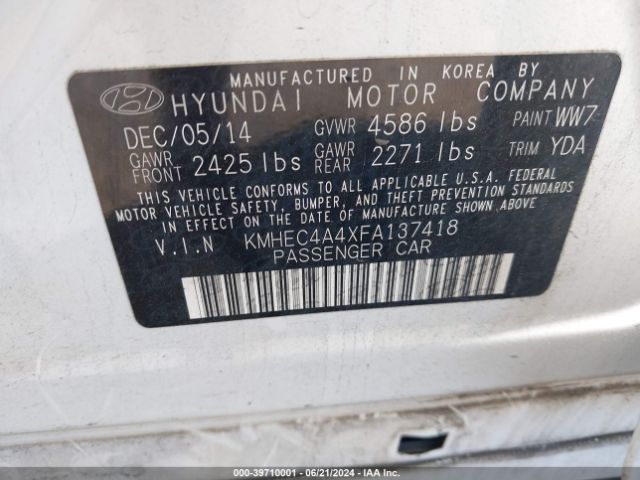 MANUFACTURED IN KOREA BY
HYUNDAI MOTOR COMPANY
DEC/05/14 GVWR 4586 lbs PAINT WW7
GAWR FRONT 2425 lbs GAWR REAR 2271 lbs TRIM YDA
THIS VEHICLE CONFORMS TO ALL APPLICABLE U.S.A. FEDERAL
MOTOR VEHICLE SAFETY, BUMPER, AND THEFT PREVENTION STANDARDS
IN EFFECT ON THE DATE OF MANUFACTURE SHOWN ABOVE.
V.I.N KMHEC4A4XFA137418
PASSENGER CAR
000-39710001 - 06/21/2024 - IAA Inc.